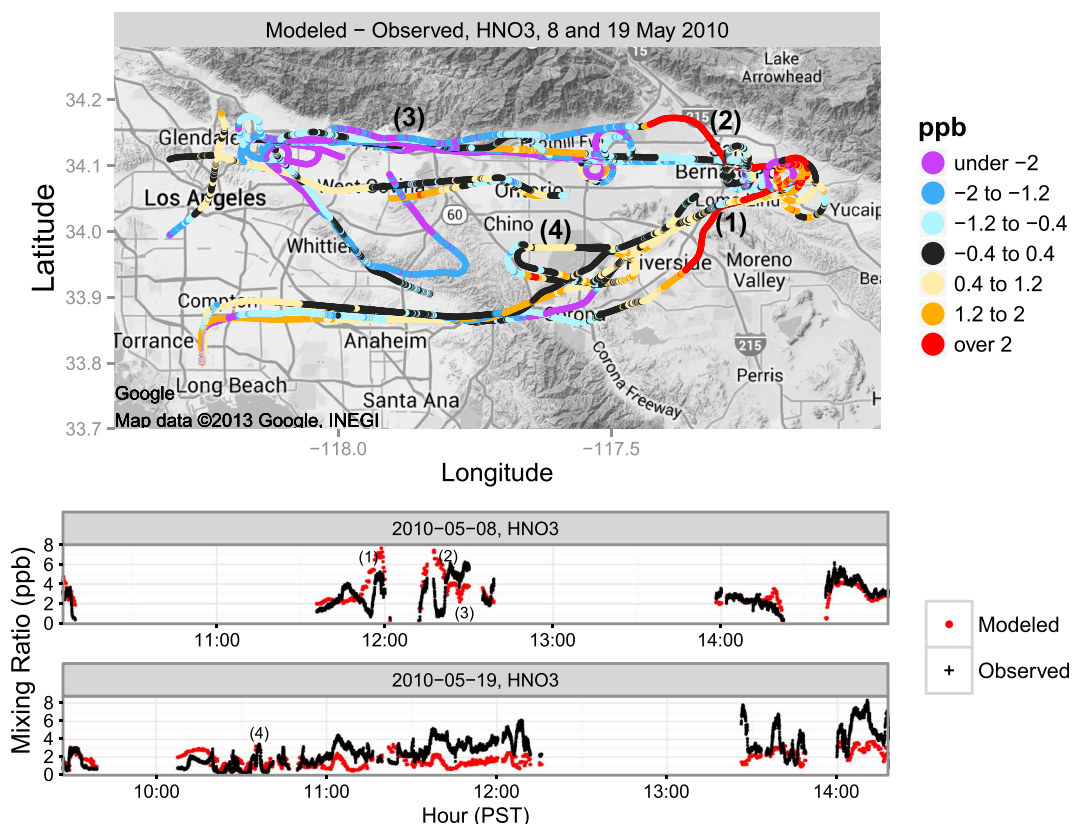 Modeled − Observed, HNO3, 8 and 19 May 2010
Latitude
34.2
34.1
34.0
33.9
33.8
33.7
15
Lake
Arrowhead
(3)
215
(2)
Glendale
Los Angeles
Ontario
60
Chino
(4)
(1)
Yucaip
Whittier
Riverside
Moreno
Valley
Bea
Compton
Corona
Torrance
Anaheim
215
Perris
Long Beach
Santa Ana
Corona Freeway
H
Google
Map data ©2013 Google, INEGI
−118.0
−117.5
Longitude
ppb
under −2
−2 to −1.2
−1.2 to −0.4
−0.4 to 0.4
0.4 to 1.2
1.2 to 2
over 2
Mixing Ratio (ppb)
2010−05−08, HNO3
8
6
4
2
0
(1)
(2)
(3)
11:00
12:00
13:00
14:00
2010−05−19, HNO3
8
6
4
2
0
(4)
10:00
11:00
12:00
13:00
14:00
Hour (PST)
Modeled
Observed